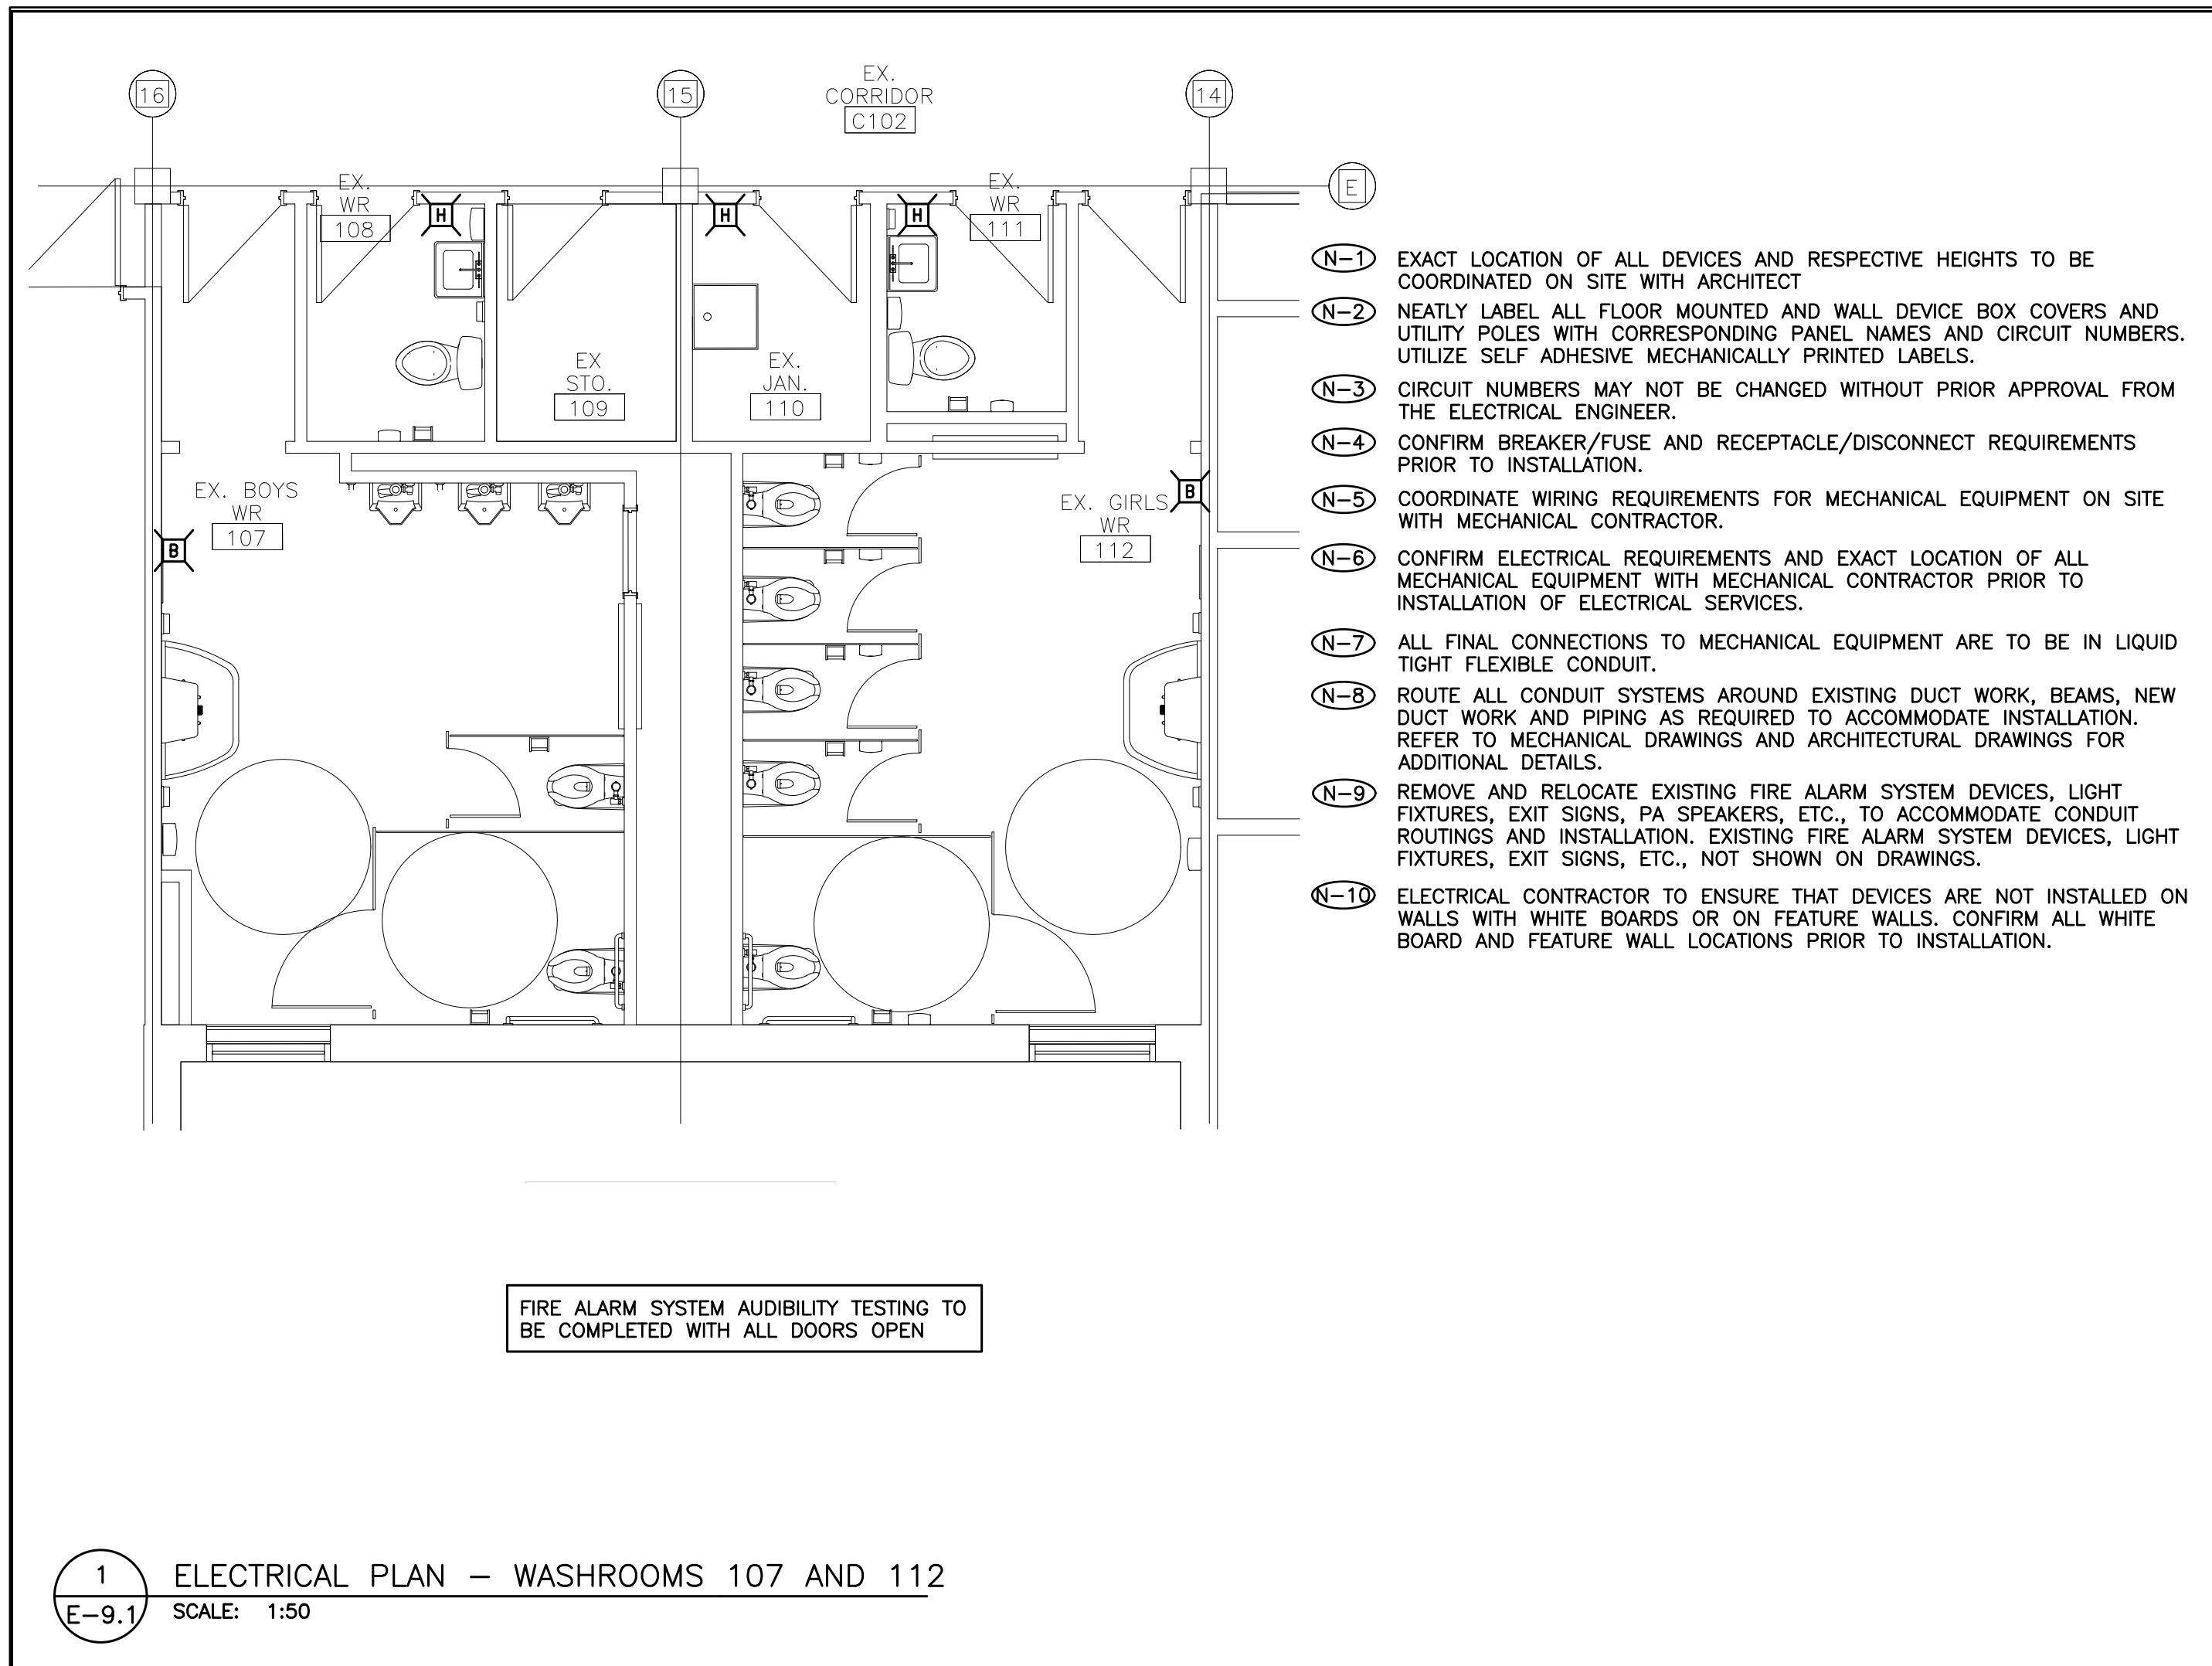 16
15
14
EX.
CORRIDOR
C102
E
EX.
WR
108
H
H
H
EX.
WR
111
EX
STO.
109
EX.
JAN.
110
EX. BOYS
WR
107
B
EX. GIRLS
WR
112
B
N-1 EXACT LOCATION OF ALL DEVICES AND RESPECTIVE HEIGHTS TO BE
COORDINATED ON SITE WITH ARCHITECT
N-2 NEATLY LABEL ALL FLOOR MOUNTED AND WALL DEVICE BOX COVERS AND
UTILITY POLES WITH CORRESPONDING PANEL NAMES AND CIRCUIT NUMBERS.
UTILIZE SELF ADHESIVE MECHANICALLY PRINTED LABELS.
N-3 CIRCUIT NUMBERS MAY NOT BE CHANGED WITHOUT PRIOR APPROVAL FROM
THE ELECTRICAL ENGINEER.
N-4 CONFIRM BREAKER/FUSE AND RECEPTACLE/DISCONNECT REQUIREMENTS
PRIOR TO INSTALLATION.
N-5 COORDINATE WIRING REQUIREMENTS FOR MECHANICAL EQUIPMENT ON SITE
WITH MECHANICAL CONTRACTOR.
N-6 CONFIRM ELECTRICAL REQUIREMENTS AND EXACT LOCATION OF ALL
MECHANICAL EQUIPMENT WITH MECHANICAL CONTRACTOR PRIOR TO
INSTALLATION OF ELECTRICAL SERVICES.
N-7 ALL FINAL CONNECTIONS TO MECHANICAL EQUIPMENT ARE TO BE IN LIQUID
TIGHT FLEXIBLE CONDUIT.
N-8 ROUTE ALL CONDUIT SYSTEMS AROUND EXISTING DUCT WORK, BEAMS, NEW
DUCT WORK AND PIPING AS REQUIRED TO ACCOMMODATE INSTALLATION.
REFER TO MECHANICAL DRAWINGS AND ARCHITECTURAL DRAWINGS FOR
ADDITIONAL DETAILS.
N-9 REMOVE AND RELOCATE EXISTING FIRE ALARM SYSTEM DEVICES, LIGHT
FIXTURES, EXIT SIGNS, PA SPEAKERS, ETC., TO ACCOMMODATE CONDUIT
ROUTINGS AND INSTALLATION. EXISTING FIRE ALARM SYSTEM DEVICES, LIGHT
FIXTURES, EXIT SIGNS, ETC., NOT SHOWN ON DRAWINGS.
N-10 ELECTRICAL CONTRACTOR TO ENSURE THAT DEVICES ARE NOT INSTALLED ON
WALLS WITH WHITE BOARDS OR ON FEATURE WALLS. CONFIRM ALL WHITE
BOARD AND FEATURE WALL LOCATIONS PRIOR TO INSTALLATION.
FIRE ALARM SYSTEM AUDIBILITY TESTING TO
BE COMPLETED WITH ALL DOORS OPEN
1
E-9.1
ELECTRICAL PLAN - WASHROOMS 107 AND 112
SCALE: 1:50